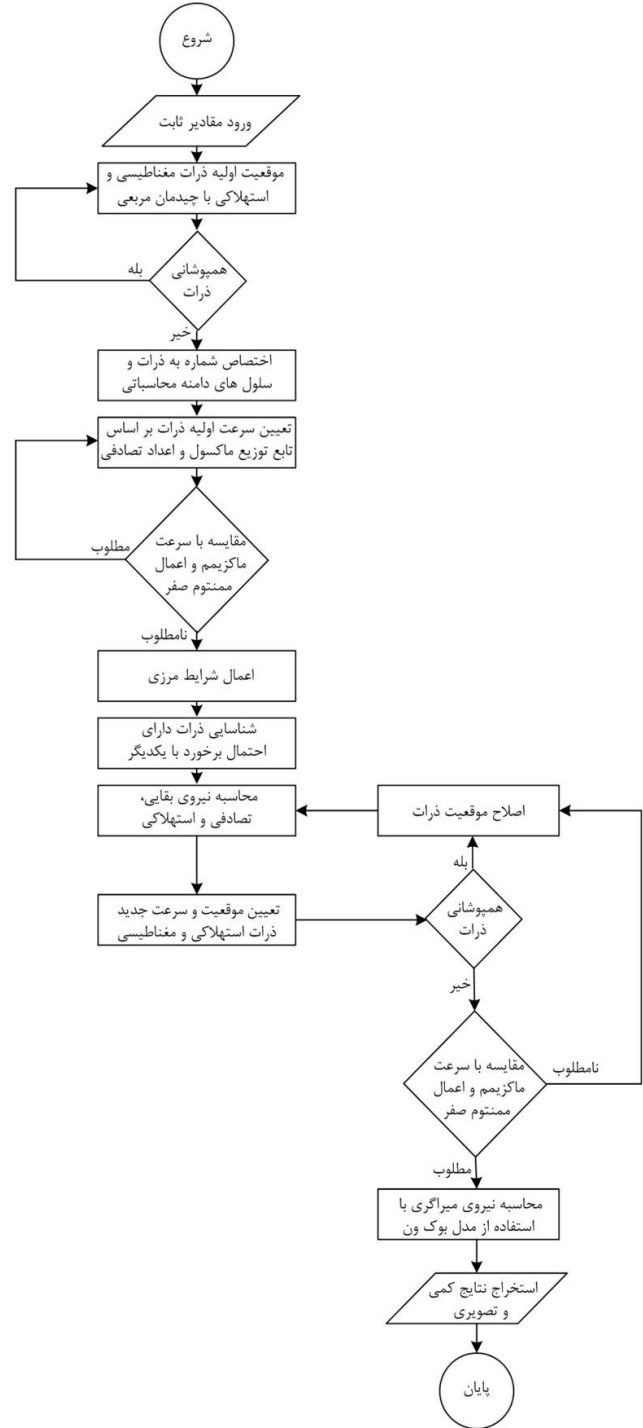 شروع
ورود مقادیر ثابت
موقعیت اولیه ذرات مغناطیسی و
استهلاکی با چیدمان مربعی
همپوشانی
ذرات
بله
خیر
اختصاص شماره به ذرات و
سلول های دامنه محاسباتی
تعیین سرعت اولیه ذرات بر اساس
تابع توزیع ماکسول و اعداد تصادفی
مقایسه با سرعت
ماکزیمم و اعمال
ممنتوم صفر
مطلوب
نامطلوب
اعمال شرایط مرزی
شناسایی ذرات دارای
احتمال برخورد با یکدیگر
محاسبه نیروی بقایی،
تصادفی و استهلاکی
تعیین موقعیت و سرعت جدید
ذرات استهلاکی و مغناطیسی
اصلاح موقعیت ذرات
بله
همپوشانی
ذرات
خیر
مقایسه با سرعت
ماکزیمم و اعمال
ممنتوم صفر
نامطلوب
مطلوب
محاسبه نیروی میراگری با
استفاده از مدل بوک ون
استخراج نتایج کمی
و تصویری
پایان